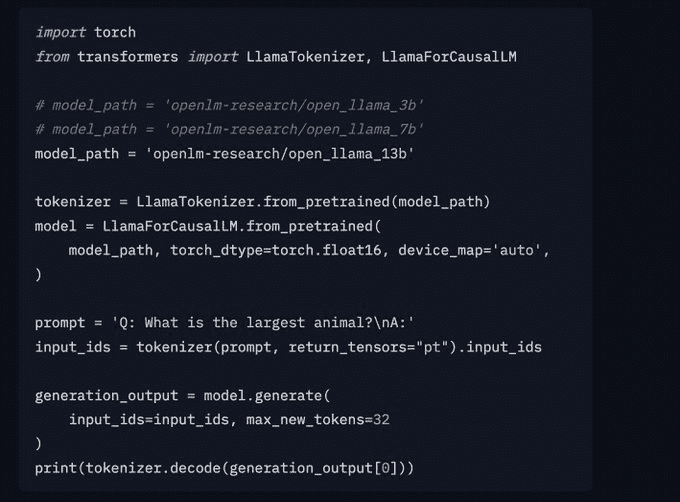 import torch
from transformers import LlamaTokenizer, LlamaForCausalLM
# model_path = 'openlm-research/open_llama_3b'
# model_path = 'openlm-research/open_llama_7b'
model_path = 'openlm-research/open_llama_13b'
tokenizer = LlamaTokenizer.from_pretrained(model_path)
model = LlamaForCausalLM.from_pretrained(
    model_path, torch_dtype=torch.float16, device_map='auto',
)
prompt = 'Q: What is the largest animal?\nA:'
input_ids = tokenizer(prompt, return_tensors="pt").input_ids
generation_output = model.generate(
    input_ids=input_ids, max_new_tokens=32
)
print(tokenizer.decode(generation_output[0]))